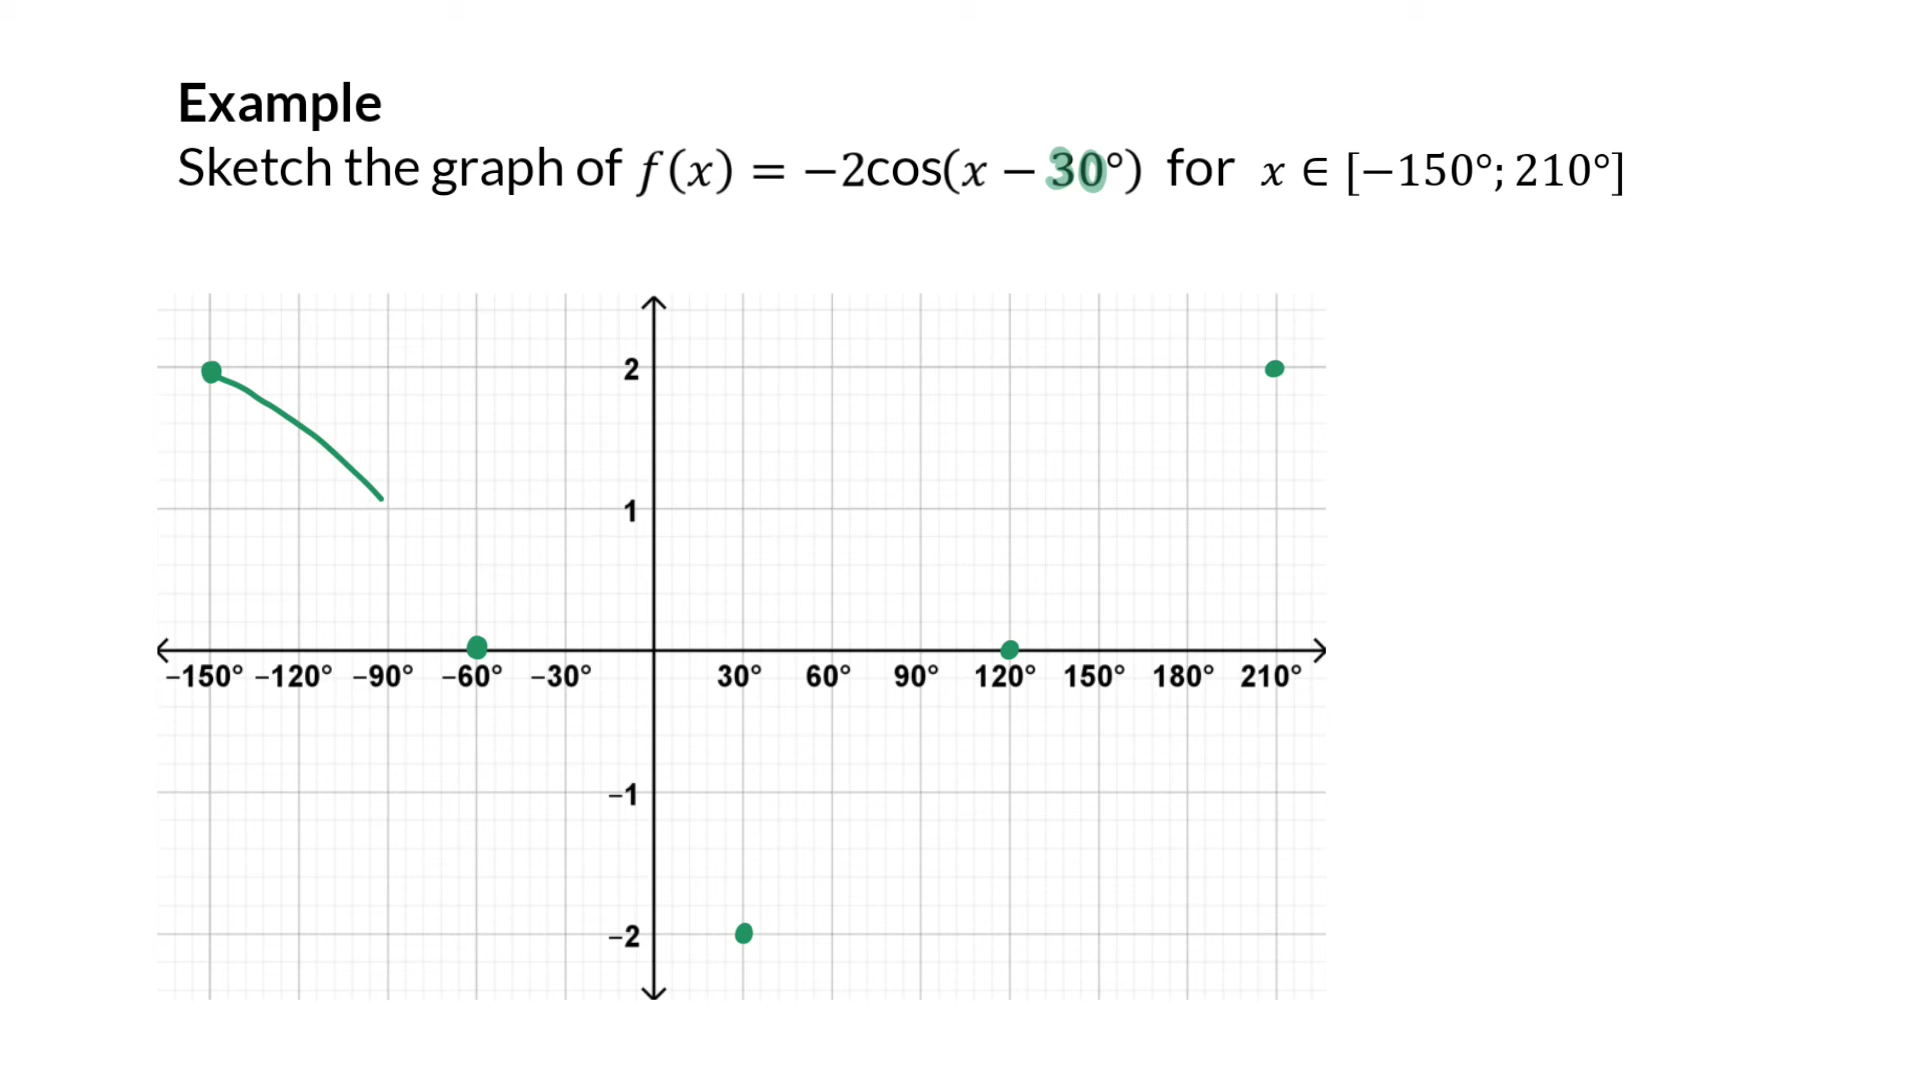 Example
Sketch the graph of f(x) = −2cos(x − 30°) for x ∈ [−150°; 210°]
2
1
−150° −120° −90° −60° −30° 30° 60° 90° 120° 150° 180° 210°
−1
−2